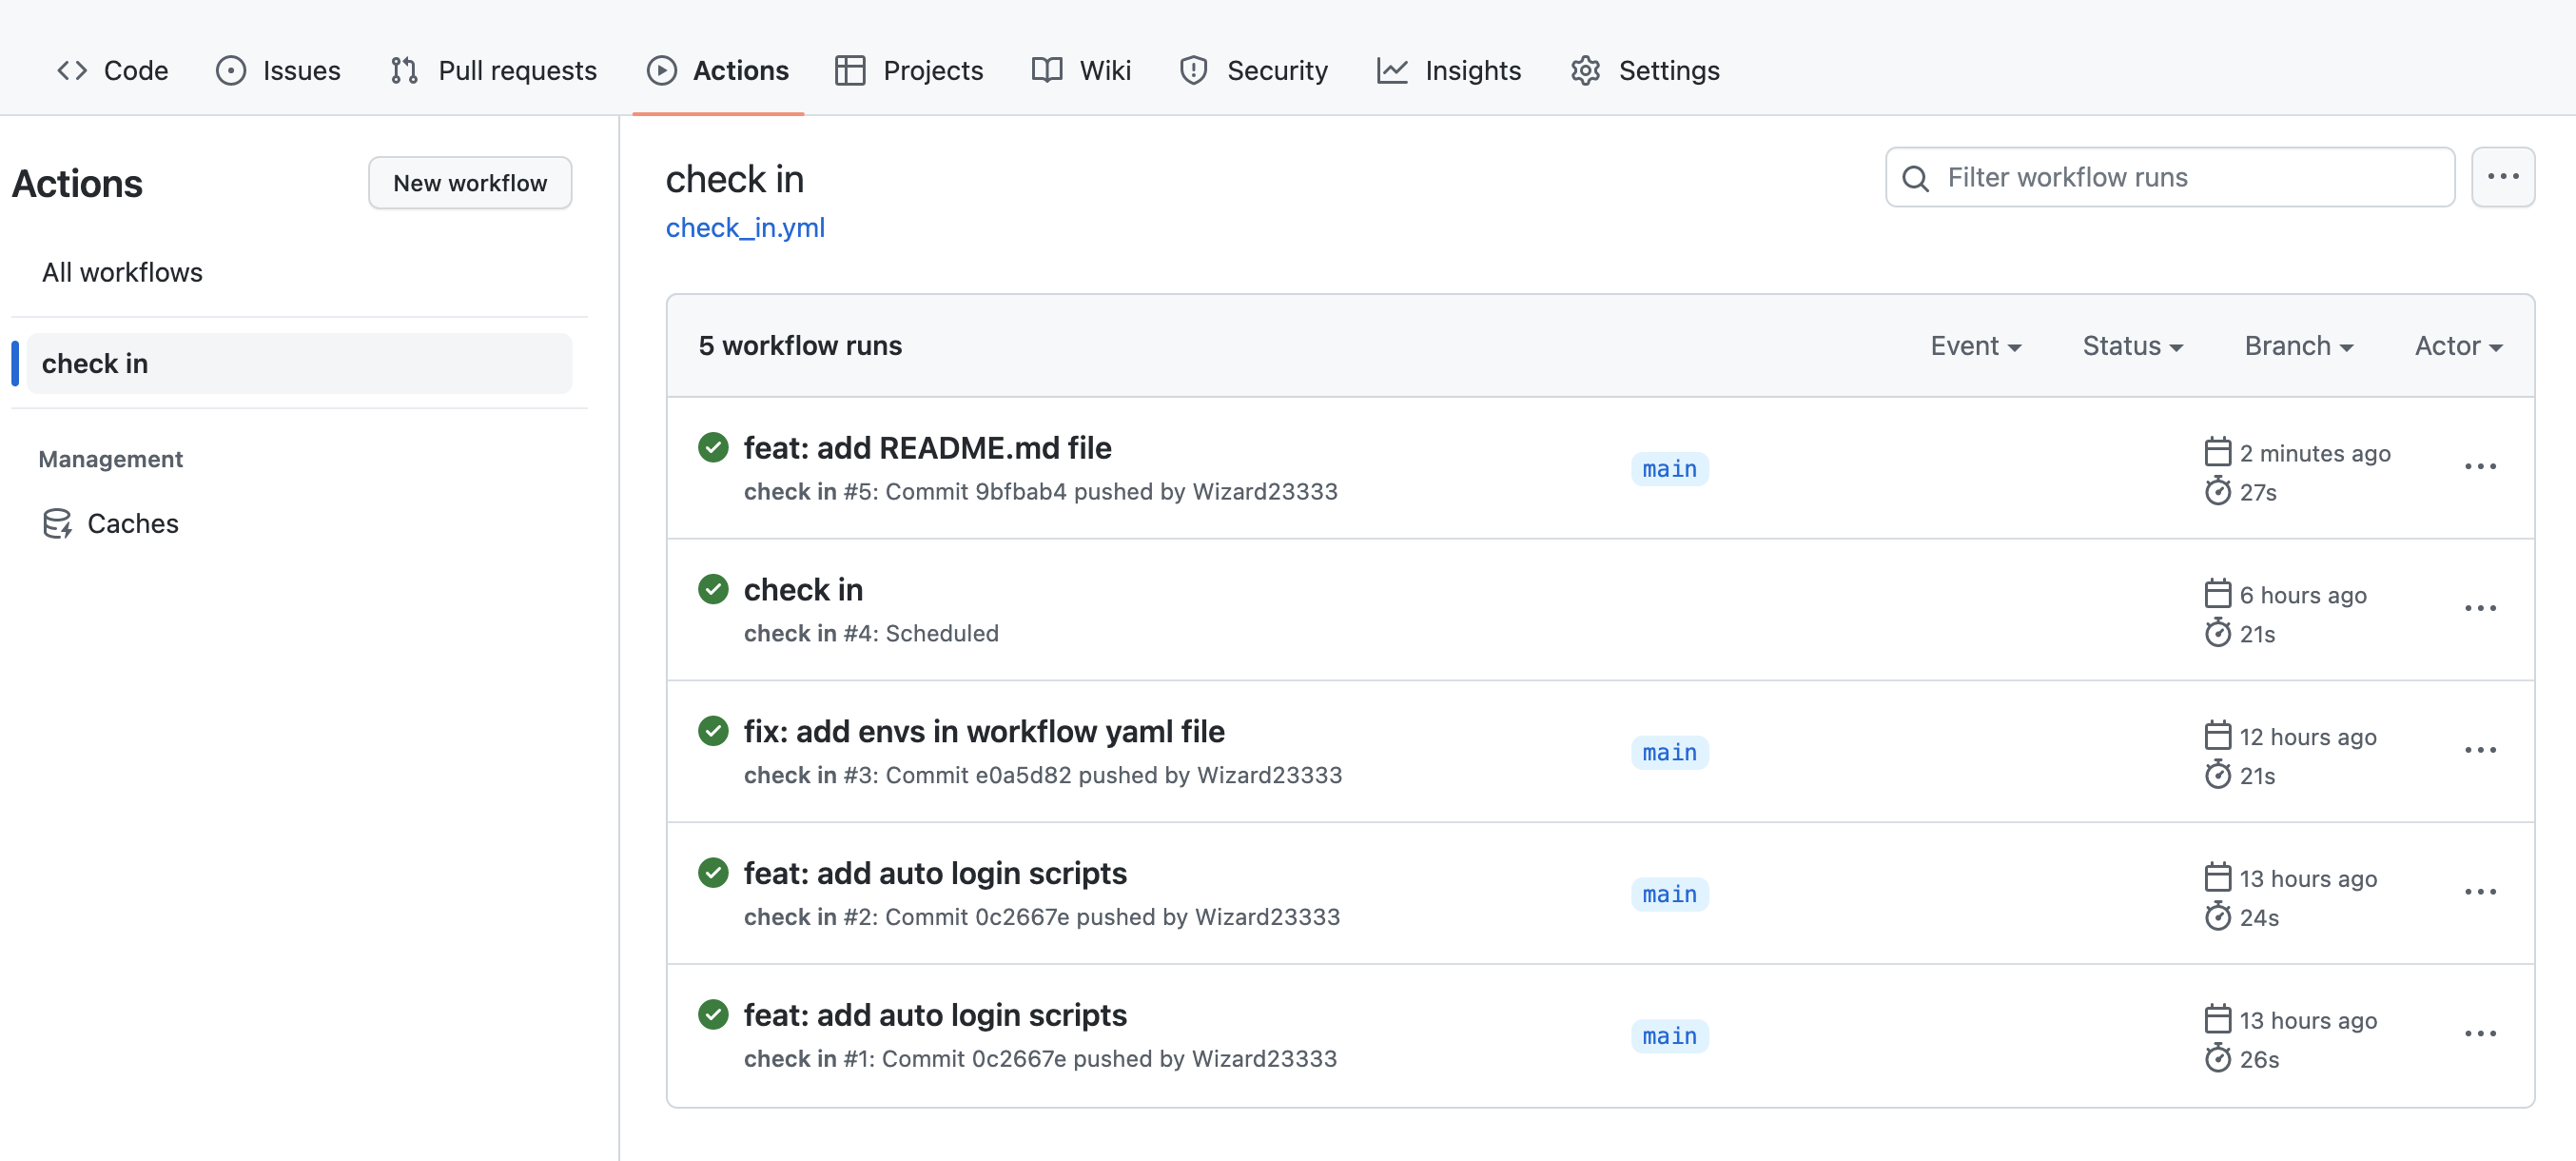 Code Issues Pull requests Actions Projects Wiki Security Insights Settings
Actions
New workflow
All workflows
check in
Management
Caches
check in
check_in.yml
Filter workflow runs
5 workflow runs
Event Status Branch Actor
feat: add README.md file
check in #5: Commit 9bfbab4 pushed by Wizard23333
main
2 minutes ago
27s
check in
check in #4: Scheduled
6 hours ago
21s
fix: add envs in workflow yaml file
check in #3: Commit e0a5d82 pushed by Wizard23333
main
12 hours ago
21s
feat: add auto login scripts
check in #2: Commit 0c2667e pushed by Wizard23333
main
13 hours ago
24s
feat: add auto login scripts
check in #1: Commit 0c2667e pushed by Wizard23333
main
13 hours ago
26s